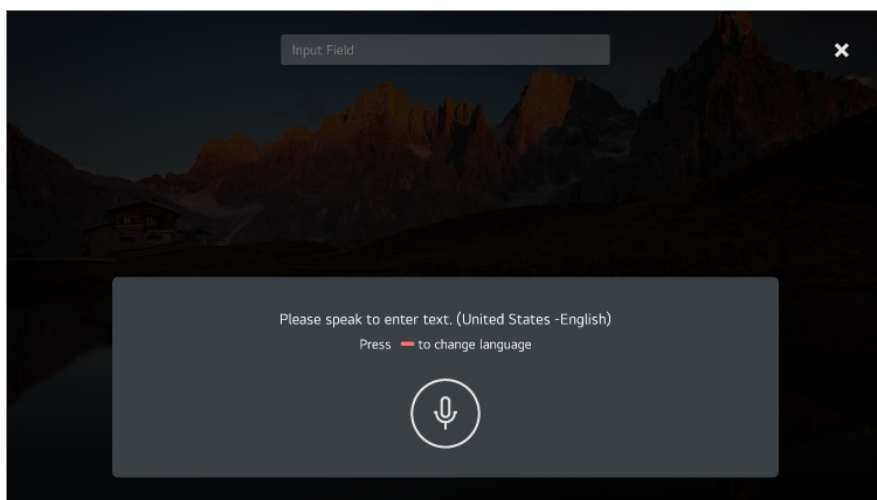 Input Field
Please speak to enter text. (United States -English)
Press to change language